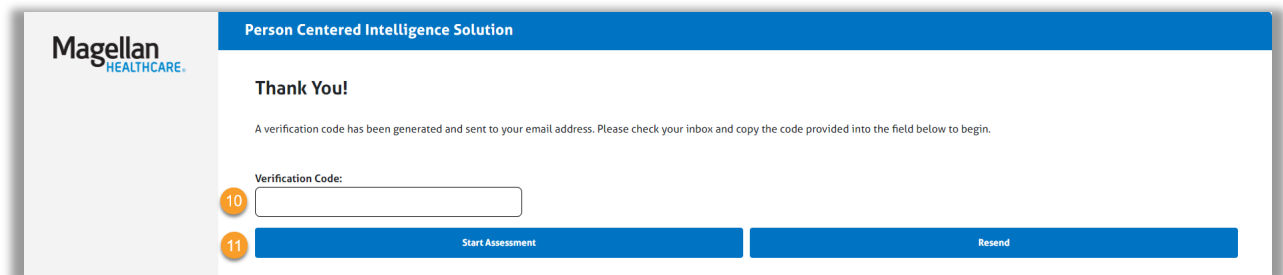 Magellan
HEALTHCARE®
Person Centered Intelligence Solution
Thank You!
A verification code has been generated and sent to your email address. Please check your inbox and copy the code provided into the field below to begin.
Verification Code:
10
11
Start Assessment
Resend